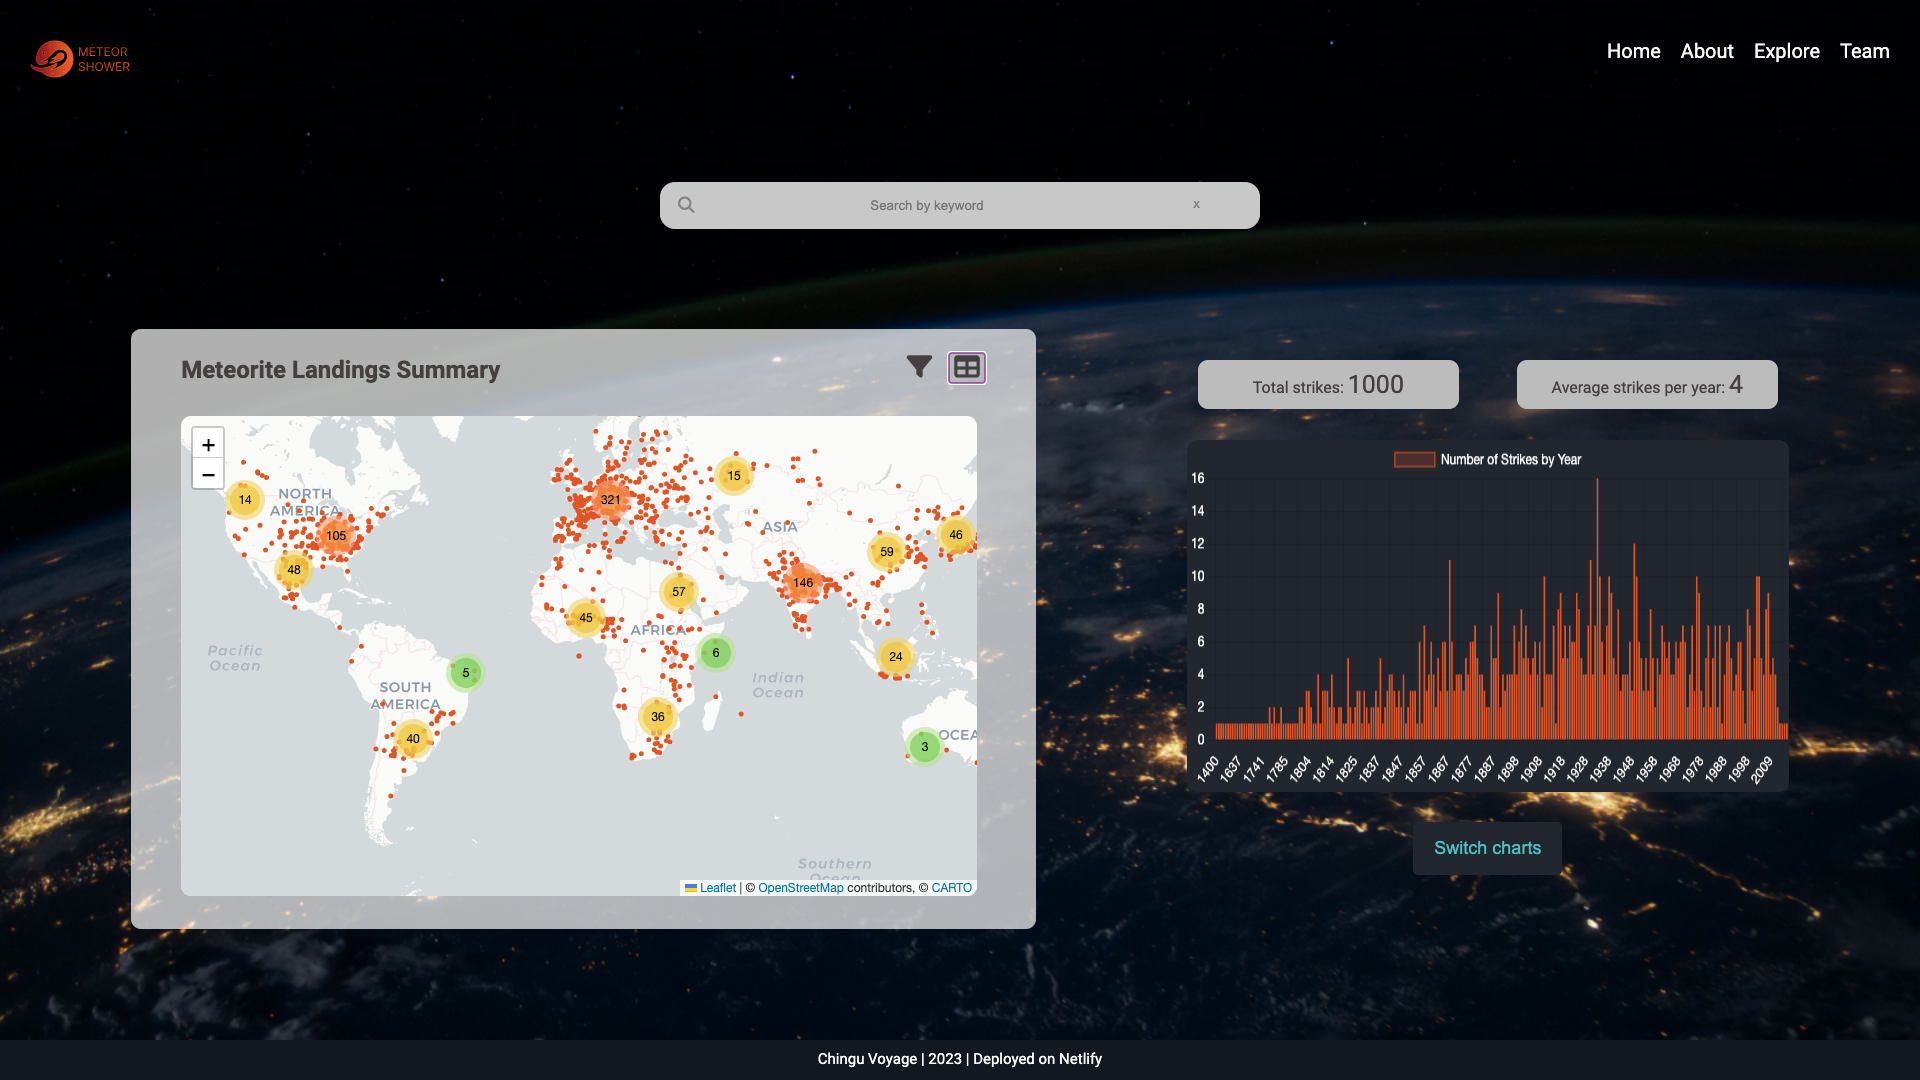 METEOR
SHOWER
Home About Explore Team
Search by keyword x
Meteorite Landings Summary
+
−
NORTH
AMERICA
ASIA
AFRICA
Pacific
Ocean
Indian
Ocean
SOUTH
AMERICA
OCEA
Southern
Ocean
14
105
48
321
15
46
59
146
57
45
6
5
24
36
40
3
Leaflet | © OpenStreetMap contributors, © CARTO
Total strikes: 1000
Average strikes per year: 4
Number of Strikes by Year
16
14
12
10
8
6
4
2
0
1400 1637 1741 1785 1804 1814 1825 1837 1847 1857 1867 1877 1887 1898 1908 1918 1928 1938 1948 1958 1968 1978 1988 1998 2009
Switch charts
Chingu Voyage | 2023 | Deployed on Netlify